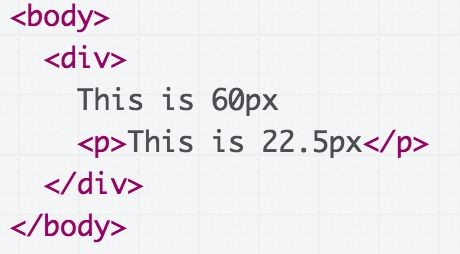 <body>
<div>
This is 60px
<p>This is 22.5px</p>
</div>
</body>